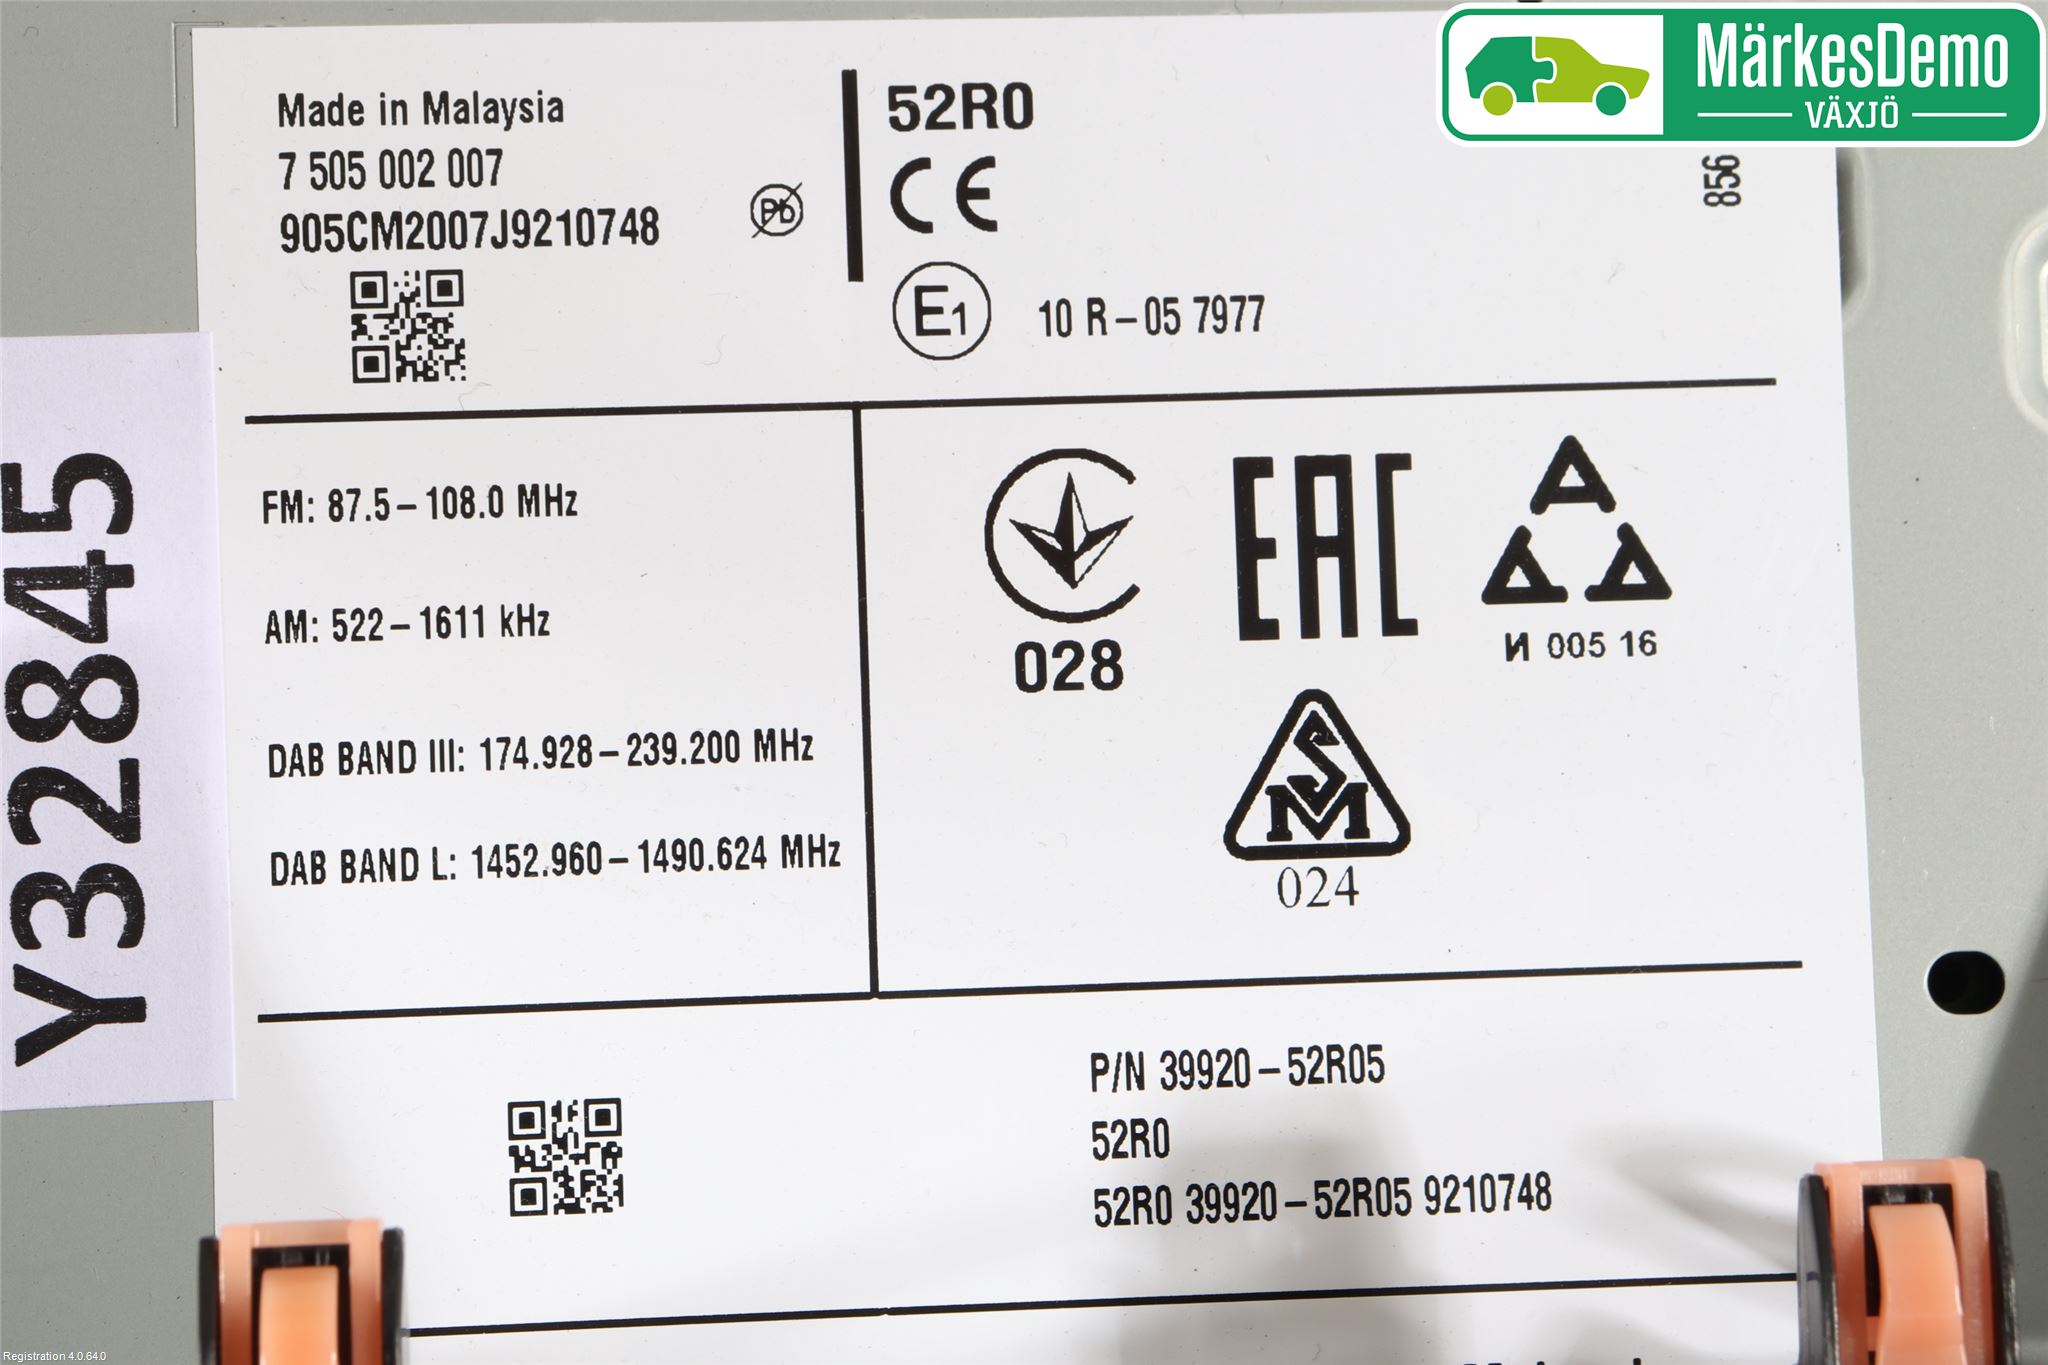 MärkesDemo
VÄXJÖ
Made in Malaysia
7 505 002 007
905CM2007J9210748
Pb
52R0
CE
856
E1
10 R – 05 7977
FM: 87.5 – 108.0 MHz
AM: 522 – 1611 kHz
DAB BAND III: 174.928 – 239.200 MHz
DAB BAND L: 1452.960 – 1490.624 MHz
028
EAC
И 005 16
SM
024
P/N 39920 – 52R05
52R0
52R0 39920 – 52R05 9210748
Y32845
Registration 4.0.64.0